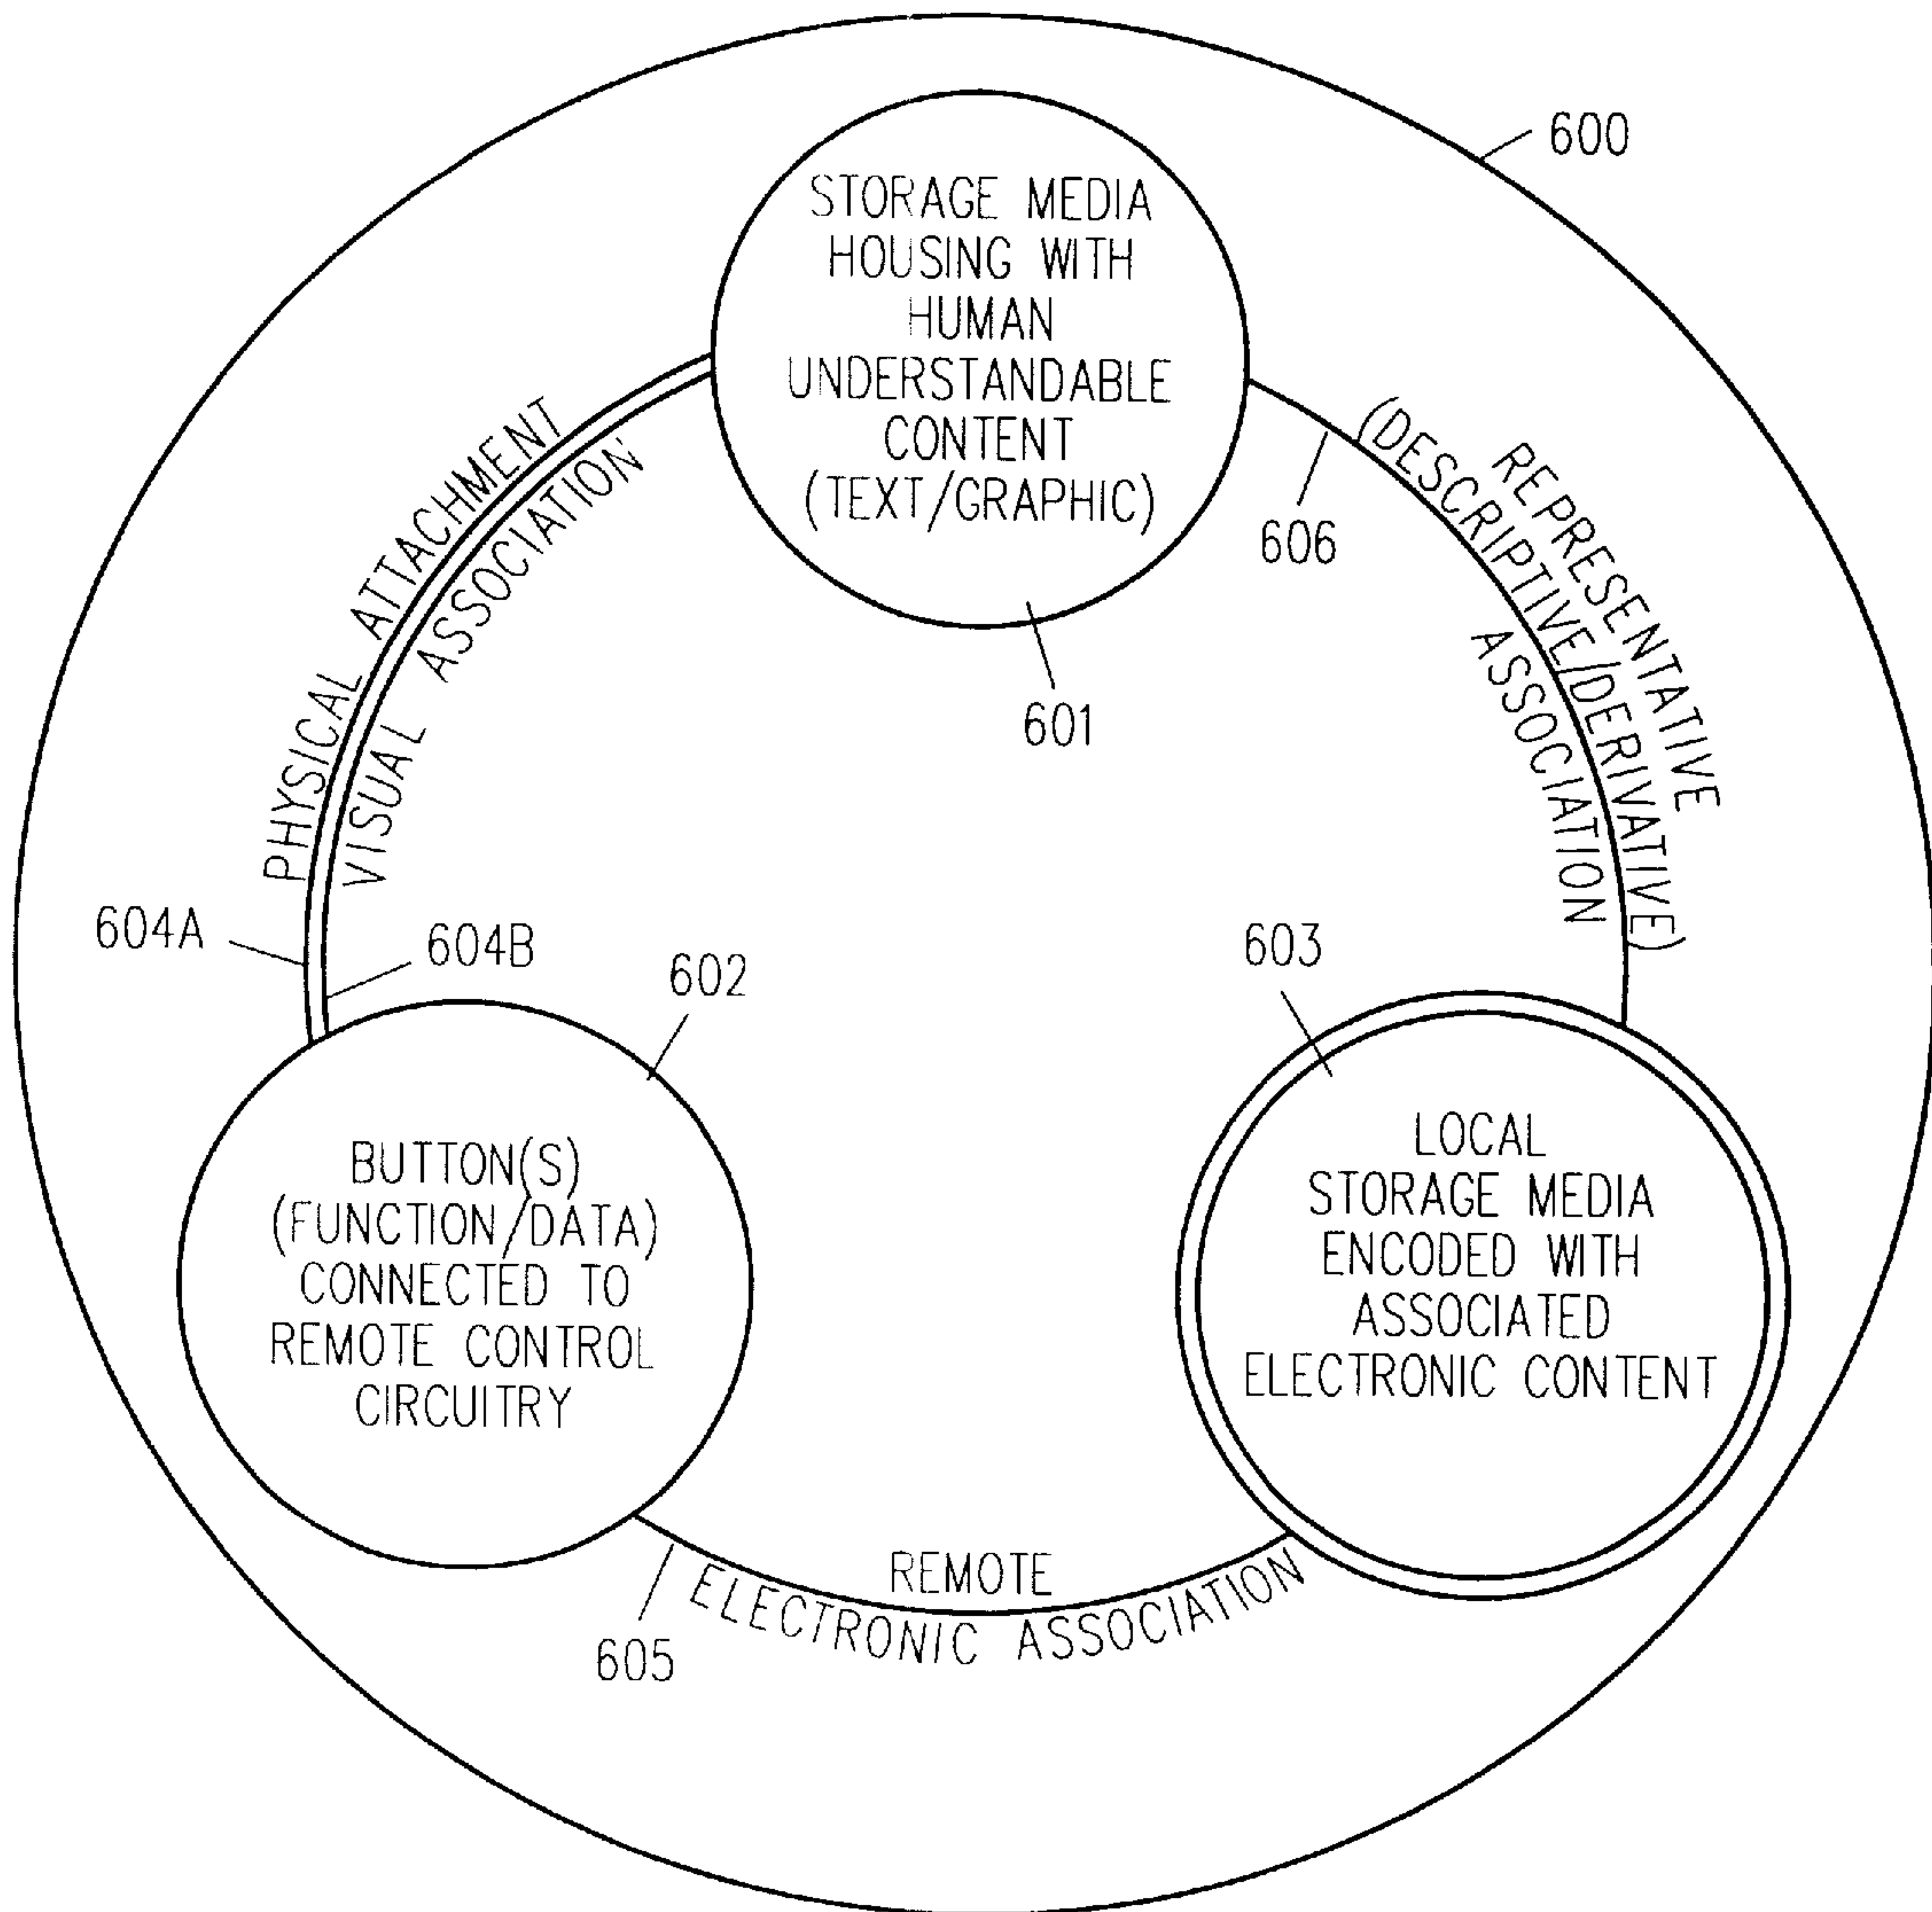 600
STORAGE MEDIA
HOUSING WITH
HUMAN
UNDERSTANDABLE
CONTENT
(TEXT/GRAPHIC)
601
606
PHYSICAL ATTACHMENT
VISUAL ASSOCIATION
REPRESENTATIVE
(DESCRIPTIVE/DERIVATIVE)
ASSOCIATION
604A
604B
602
603
BUTTON(S)
(FUNCTION/DATA)
CONNECTED TO
REMOTE CONTROL
CIRCUITRY
LOCAL
STORAGE MEDIA
ENCODED WITH
ASSOCIATED
ELECTRONIC CONTENT
REMOTE
ELECTRONIC ASSOCIATION
605